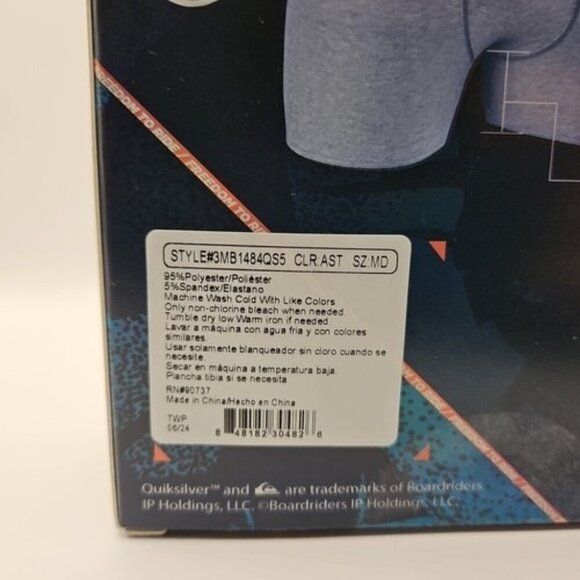 FREEDOM TO RIDE / FREEDOM TO RIDE /
STYLE#3MB1484QS5 CLR:AST SZ:MD
95%Polyester/Poliéster
5%Spandex/Elastano
Machine Wash Cold With Like Colors
Only non-chlorine bleach when needed.
Tumble dry low Warm iron if needed.
Lavar a máquina con agua fria y con colores
similares.
Usar solamente blanqueador sin cloro cuando se
necesite.
Secar en máquina a temperatura baja.
Plancha tibia si se necesita
RN#90737
Made in China/Hecho en China
TWP
06/24
8 48182 30482 6
Quiksilver™ and are trademarks of Boardriders
IP Holdings, LLC. ©Boardriders IP Holdings, LLC.